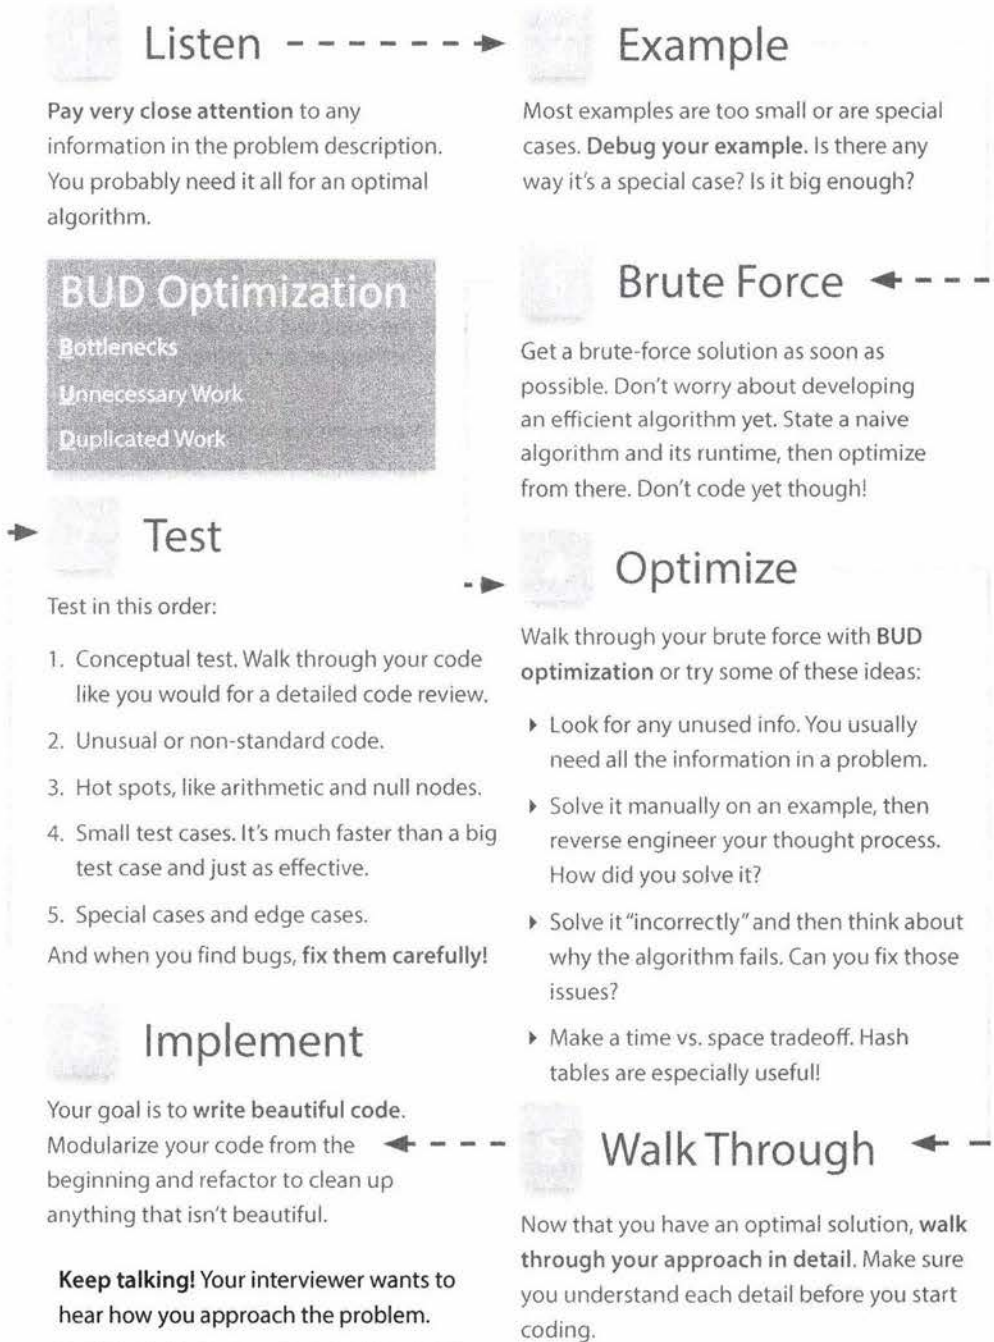 Listen
Pay very close attention to any
information in the problem description.
You probably need it all for an optimal
algorithm.
Example
Most examples are too small or are special
cases. Debug your example. Is there any
way it's a special case? Is it big enough?
BUD Optimization
Bottlenecks
Unnecessary Work
Duplicated Work
Brute Force
Get a brute-force solution as soon as
possible. Don't worry about developing
an efficient algorithm yet. State a naive
algorithm and its runtime, then optimize
from there. Don't code yet though!
Test
Test in this order:
1. Conceptual test. Walk through your code
like you would for a detailed code review.
2. Unusual or non-standard code.
3. Hot spots, like arithmetic and null nodes.
4. Small test cases. It's much faster than a big
test case and just as effective.
5. Special cases and edge cases.
And when you find bugs, fix them carefully!
Optimize
Walk through your brute force with BUD
optimization or try some of these ideas:
Look for any unused info. You usually
need all the information in a problem.
Solve it manually on an example, then
reverse engineer your thought process.
How did you solve it?
Solve it "incorrectly" and then think about
why the algorithm fails. Can you fix those
issues?
Make a time vs. space tradeoff. Hash
tables are especially useful!
Implement
Your goal is to write beautiful code.
Modularize your code from the
beginning and refactor to clean up
anything that isn't beautiful.
Keep talking! Your interviewer wants to
hear how you approach the problem.
5
Walk Through
Now that you have an optimal solution, walk
through your approach in detail. Make sure
you understand each detail before you start
coding.